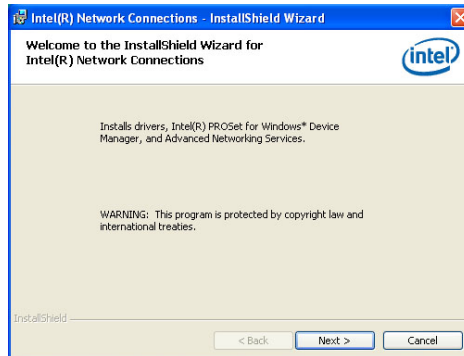 Intel(R) Network Connections - InstallShield Wizard
Welcome to the InstallShield Wizard for
Intel(R) Network Connections
intel
Installs drivers, Intel(R) PROSet for Windows* Device
Manager, and Advanced Networking Services.
WARNING: This program is protected by copyright law and
international treaties.
InstallShield
< Back Next > Cancel